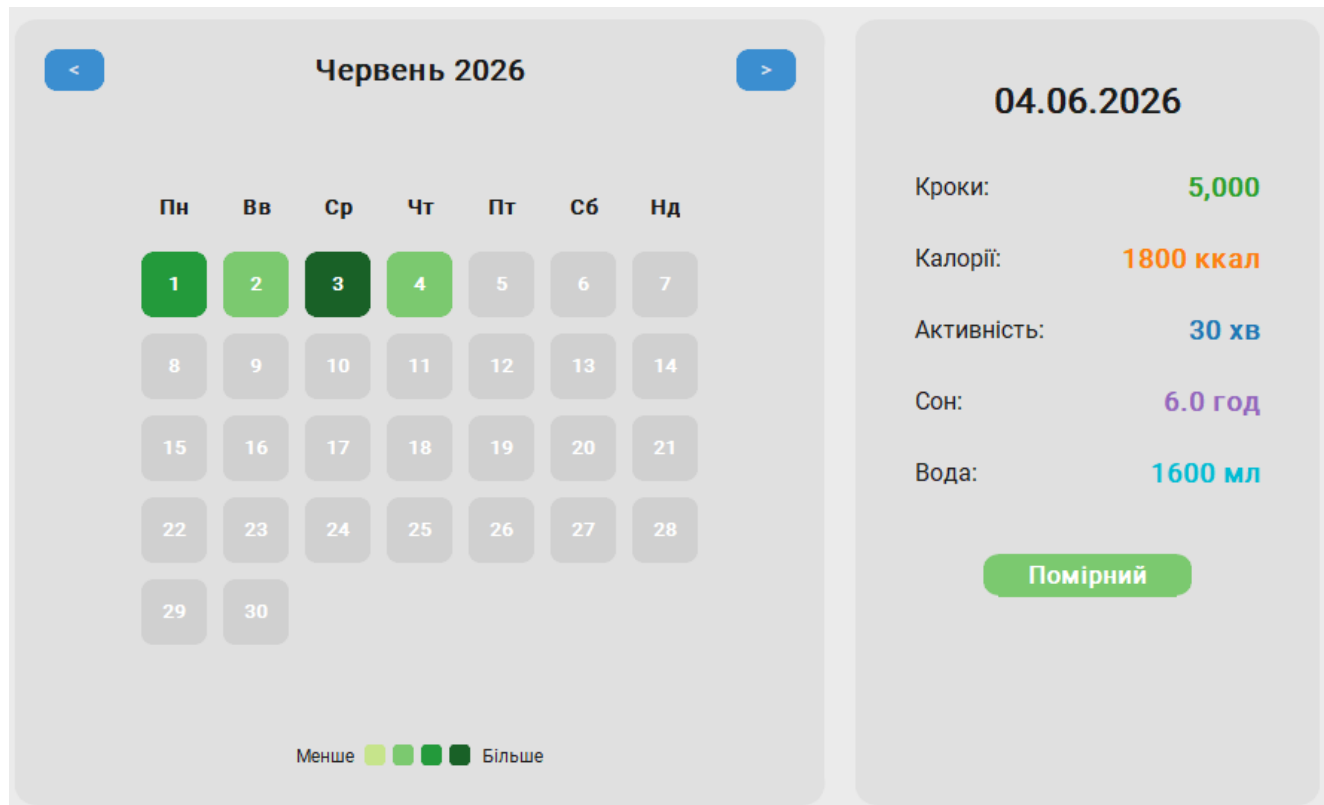 < Червень 2026 >
Пн Вв Ср Чт Пт Сб Нд
1 2 3 4 5 6 7
8 9 10 11 12 13 14
15 16 17 18 19 20 21
22 23 24 25 26 27 28
29 30
Менше Більше
04.06.2026
Кроки: 5,000
Калорії: 1800 ккал
Активність: 30 хв
Сон: 6.0 год
Вода: 1600 мл
Помірний